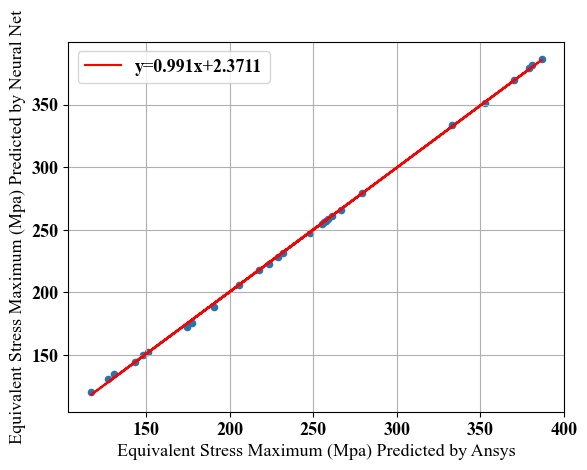 Equivalent Stress Maximum (Mpa) Predicted by Neural Net
y=0.991x+2.3711
350
300
250
200
150
150 200 250 300 350 400
Equivalent Stress Maximum (Mpa) Predicted by Ansys